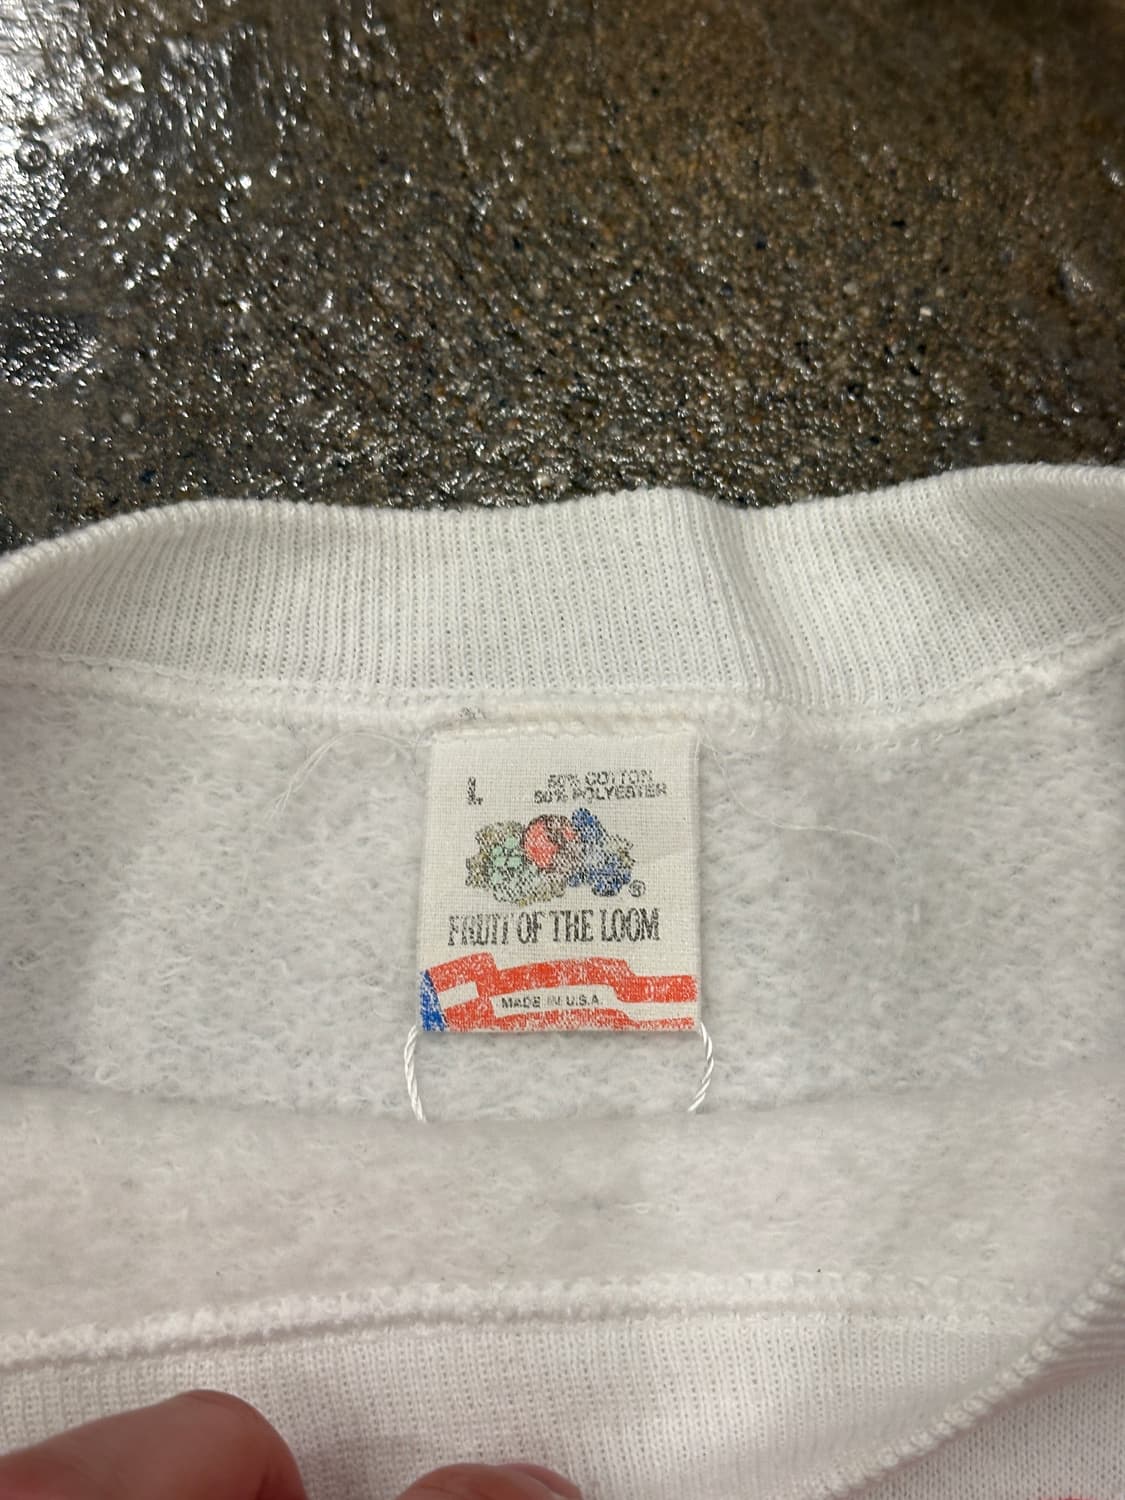 L
50% COTTON
50% POLYESTER
®
FRUIT OF THE LOOM
MADE IN U.S.A.